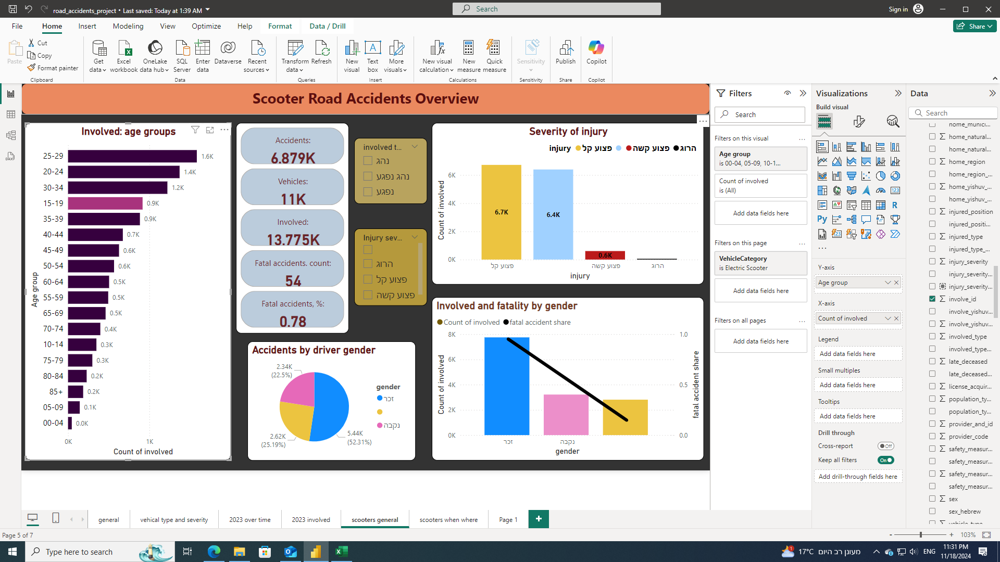 road_accidents_project • Last saved: Today at 1:39 AM
Search
Sign in
File
Home
Insert
Modeling
View
Optimize
Help
Format
Data / Drill
Share
Paste
Cut
Copy
Format painter
Clipboard
Get data
Excel workbook
OneLake data hub
SQL Server
Enter data
Dataverse
Recent sources
Data
Transform data
Refresh
Queries
New visual
Text box
More visuals
Insert
New visual calculation
New measure
Quick measure
Calculations
Sensitivity
Sensitivity
Publish
Share
Copilot
Copilot
Scooter Road Accidents Overview
Involved: age groups
Age group
25-29 1.6K
20-24 1.4K
30-34 1.2K
15-19 0.9K
35-39 0.9K
40-44 0.7K
45-49 0.6K
50-54 0.6K
60-64 0.5K
55-59 0.5K
65-69 0.5K
70-74 0.4K
10-14 0.3K
75-79 0.3K
80-84 0.2K
85+ 0.2K
05-09 0.1K
00-04 0.0K
0K 1K
Count of involved
Accidents:
6.879K
Vehicles:
11K
Involved:
13.775K
Fatal accidents. count:
54
Fatal accidents, %:
0.78
involved t...
נהג
נהג נפגע
נפגע
Injury sev...
הרוג
פצוע קל
פצוע קשה
Severity of injury
injury פצוע קל פצוע קשה הרוג
Count of involved
6K
4K
2K
0K
6.7K
6.4K
0.6K
פצוע קל
פצוע קשה
הרוג
injury
Accidents by driver gender
2.34K
(22.5%)
2.62K
(25.19%)
5.44K
(52.31%)
gender
זכר
נקבה
Involved and fatality by gender
Count of involved fatal accident share
Count of involved
8K
6K
4K
2K
0K
1.0
0.5
0.0
fatal accident share
זכר
נקבה
gender
Filters
Search
Filters on this visual
Age group
is 00-04, 05-09, 10-1...
Count of involved
is (All)
Add data fields here
Filters on this page
VehicleCategory
is Electric Scooter
Add data fields here
Filters on all pages
Add data fields here
Visualizations
Build visual
123
R
Py
Y-axis
Age group
X-axis
Count of involved
Legend
Add data fields here
Small multiples
Add data fields here
Tooltips
Add data fields here
Drill through
Cross-report Off
Keep all filters On
Add drill-through fields here
Data
Search
home_munici...
home_natural...
home_natural...
home_region
home_region_...
home_yishuv_...
home_yishuv_...
injured_position
injured_positi...
injured_type
injured_type_...
injury_severity
injury_severity...
injury_severity...
involve_id
involve_yishuv...
involve_yishuv...
involved_type
involved_type...
late_deceased
late_deceased...
license_acquir...
population_ty...
population_ty...
provider_and_id
provider_code
safety_measur...
safety_measur...
safety_measur...
safety_measur...
sex
sex_hebrew
vehicle_type
general
vehical type and severity
2023 over time
2023 involved
scooters general
scooters when where
Page 1
Page 5 of 7
103%
Type here to search
17°C מעונן רב היום
ENG
11:31 PM
11/18/2024